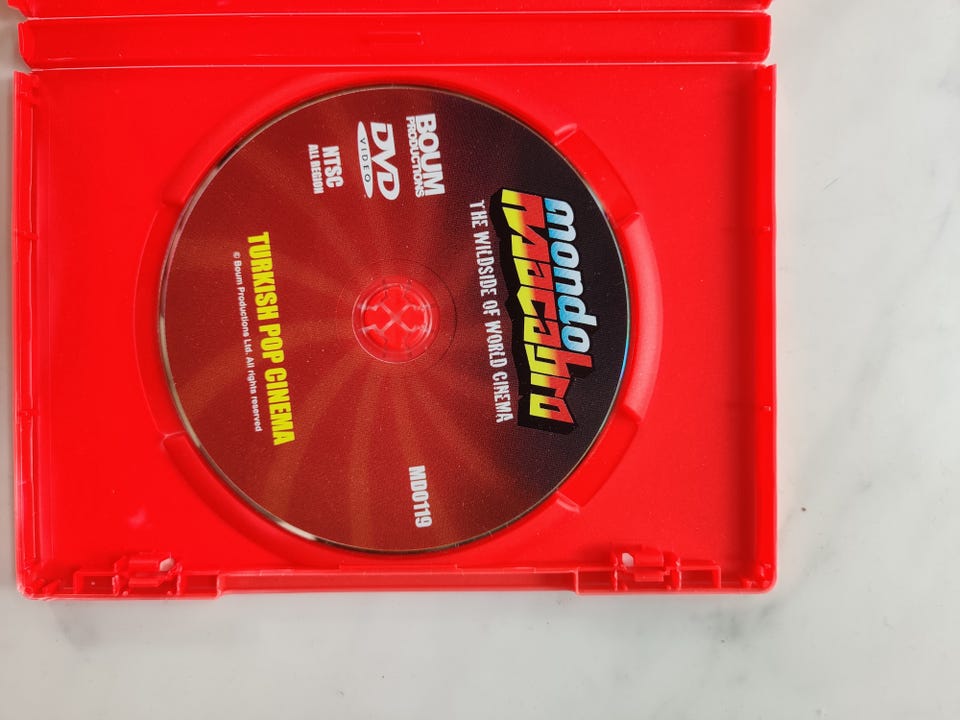 mondo
macabro
THE WILDSIDE OF WORLD CINEMA
BOUM
PRODUCTIONS
DVD
VIDEO
NTSC
ALL REGION
MD0119
TURKISH POP CINEMA
© Boum Productions Ltd. All rights reserved